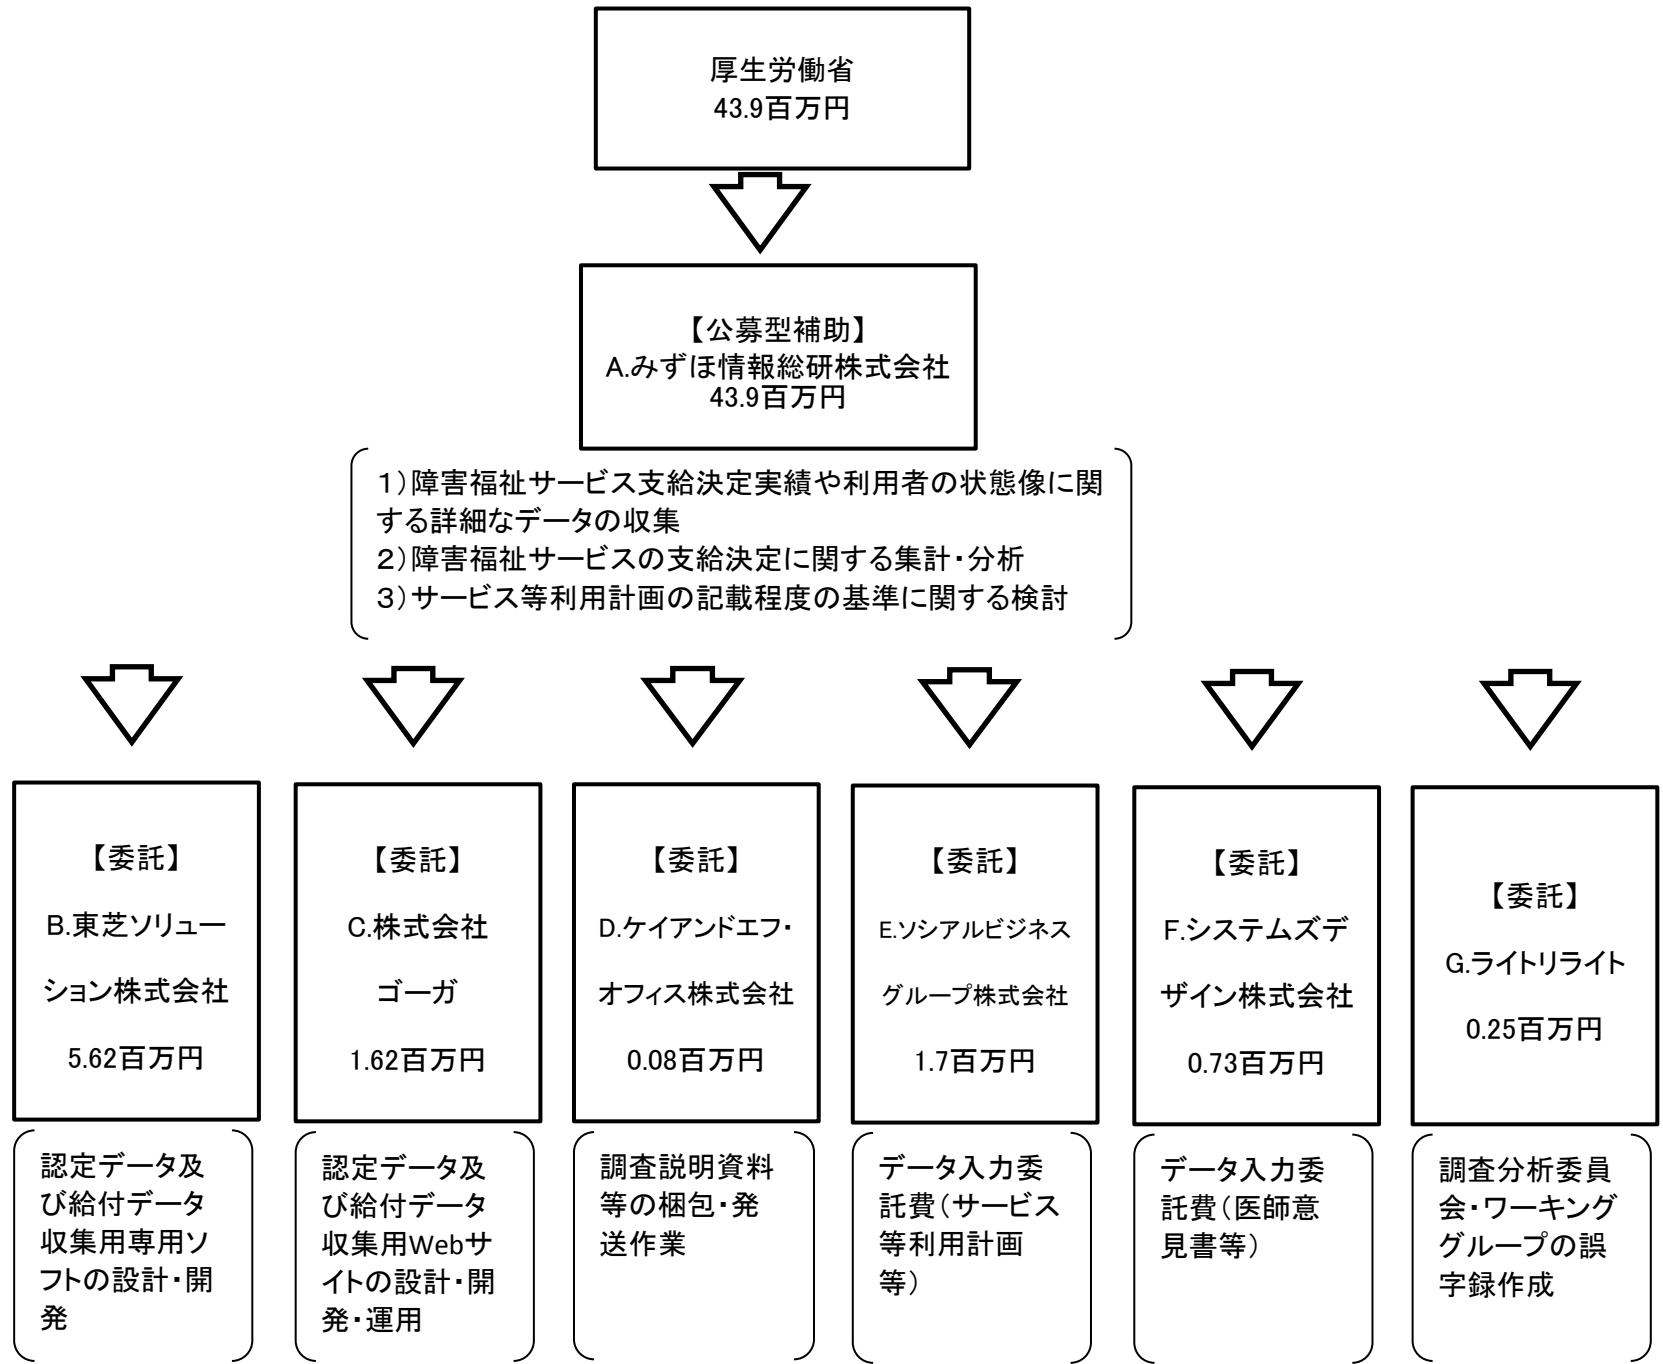 厚生労働省
43.9百万円
【公募型補助】
A.みずほ情報総研株式会社
43.9百万円
1)障害福祉サービス支給決定実績や利用者の状態像に関
する詳細なデータの収集
2)障害福祉サービスの支給決定に関する集計・分析
3)サービス等利用計画の記載程度の基準に関する検討
【委託】
B.東芝ソリュー
ション株式会社
5.62百万円
【委託】
C.株式会社
ゴーガ
1.62百万円
【委託】
D.ケイアンドエフ・
オフィス株式会社
0.08百万円
【委託】
E.ソシアルビジネス
グループ株式会社
1.7百万円
【委託】
F.システムズデ
ザイン株式会社
0.73百万円
【委託】
G.ライトリライト
0.25百万円
認定データ及
び給付データ
収集用専用ソ
フトの設計・開
発
認定データ及
び給付データ
収集用Webサ
イトの設計・開
発・運用
調査説明資料
等の梱包・発
送作業
データ入力委
託費(サービス
等利用計画
等)
データ入力委
託費(医師意
見書等)
調査分析委員
会・ワーキング
グループの誤
字録作成